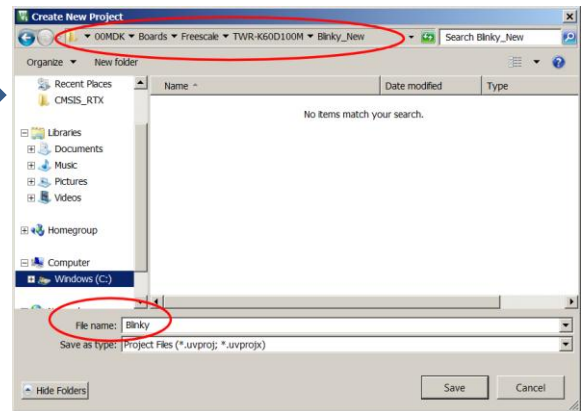 Create New Project
00MDK ▾ Boards ▾ Freescale ▾ TWR-K60D100M ▾ Blinky_New
Search Blinky_New
Organize ▾ New folder
Name Date modified Type
No items match your search.
Recent Places
CMSIS_RTX
Libraries
Documents
Music
Pictures
Videos
Homegroup
Computer
Windows (C:)
File name: Blinky
Save as type: Project Files (*.uvproj; *.uvprojx)
Hide Folders Save Cancel